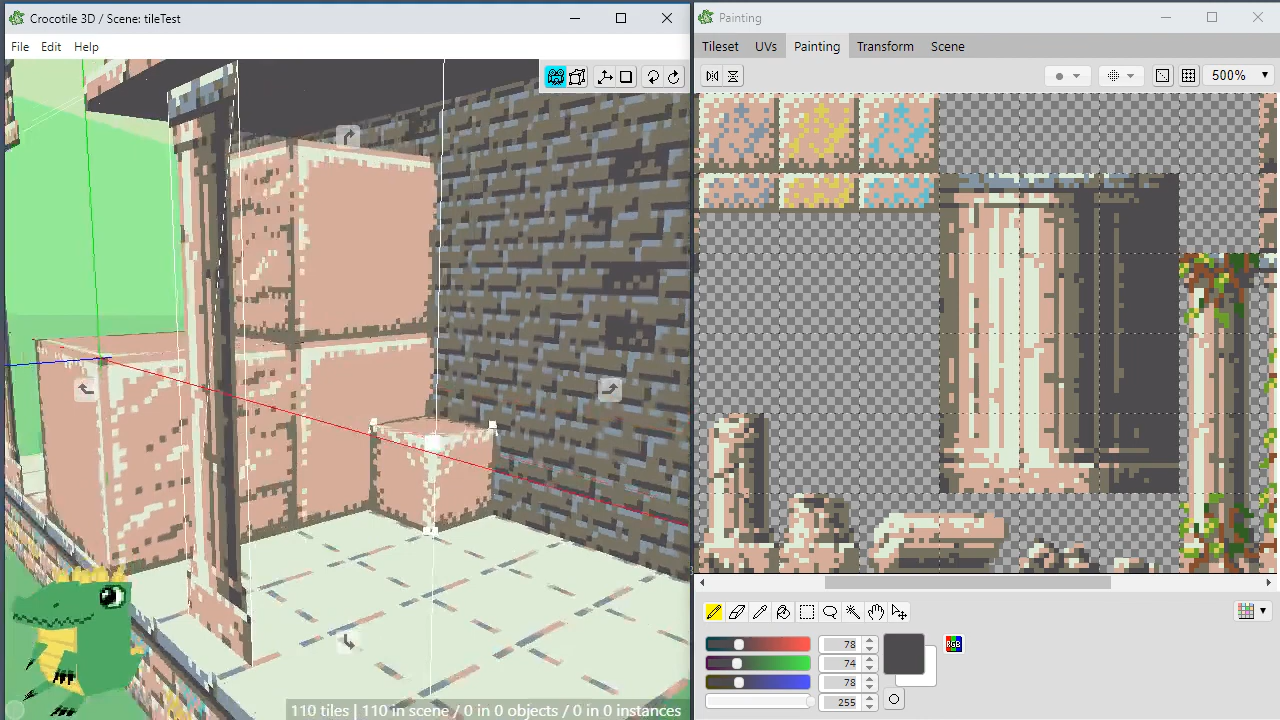 Crocotile 3D / Scene: tileTest
File Edit Help
110 tiles | 110 in scene / 0 in 0 objects / 0 in 0 instances
Painting
Tileset UVs Painting Transform Scene
500%
78
74
78
255
RGB